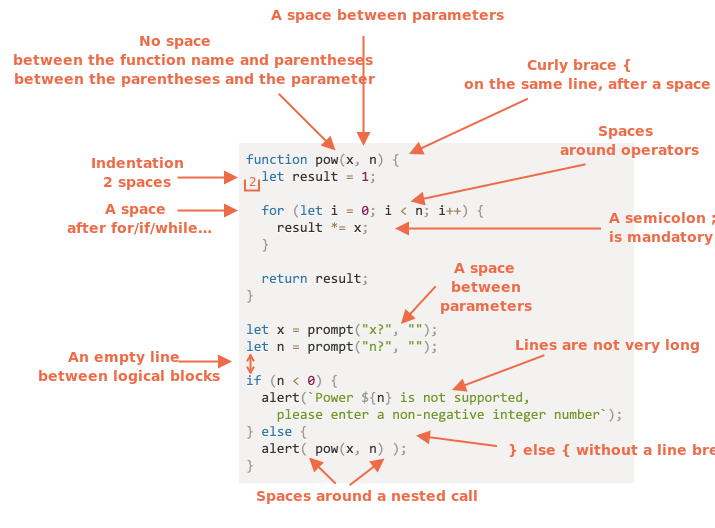 A space between parameters
No space
between the function name and parentheses
between the parentheses and the parameter
Curly brace {
on the same line, after a space
Indentation
2 spaces
A space
after for/if/while…
An empty line
between logical blocks
function pow(x, n) {
2
  let result = 1;

  for (let i = 0; i < n; i++) {
    result *= x;
  }

  return result;
}

let x = prompt("x?", "");
let n = prompt("n?", "");

if (n < 0) {
  alert(`Power ${n} is not supported,
    please enter a non-negative integer number`);
} else {
  alert( pow(x, n) );
}
Spaces
around operators
A semicolon ;
is mandatory
A space
between
parameters
Lines are not very long
} else { without a line bre
Spaces around a nested call